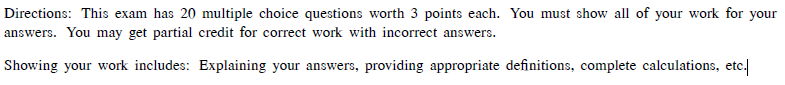 Directions: This exam has 20 multiple choice questions worth 3 points each. You must show all of your work for your
answers. You may get partial credit for correct work with incorrect answers.
Showing your work includes: Explaining your answers, providing appropriate definitions, complete calculations, etc.